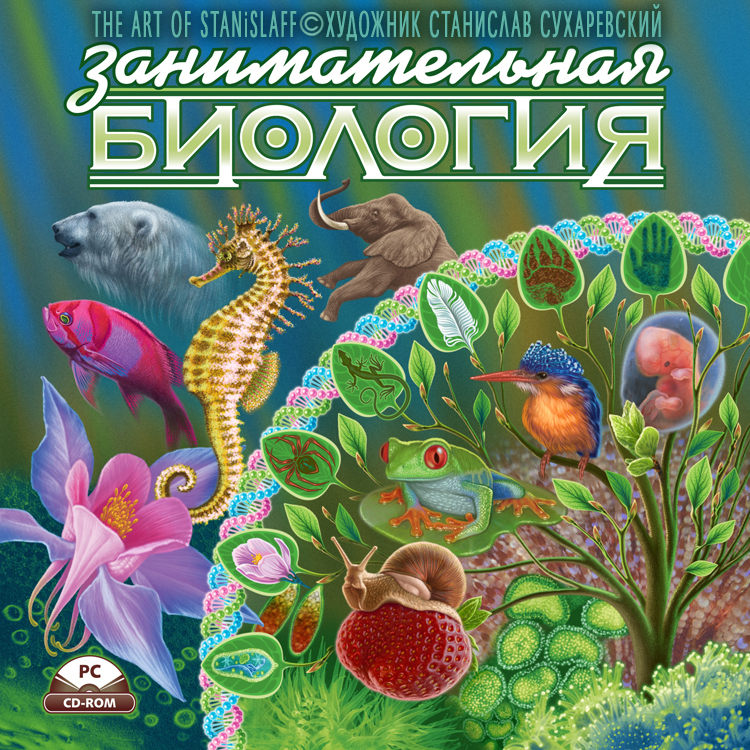 THE ART OF STANiSLAFF©ХУДОЖНИК СТАНИСЛАВ СУХАРЕВСКИЙ
занимательная
БИОЛОГИЯ
PC
CD-ROM